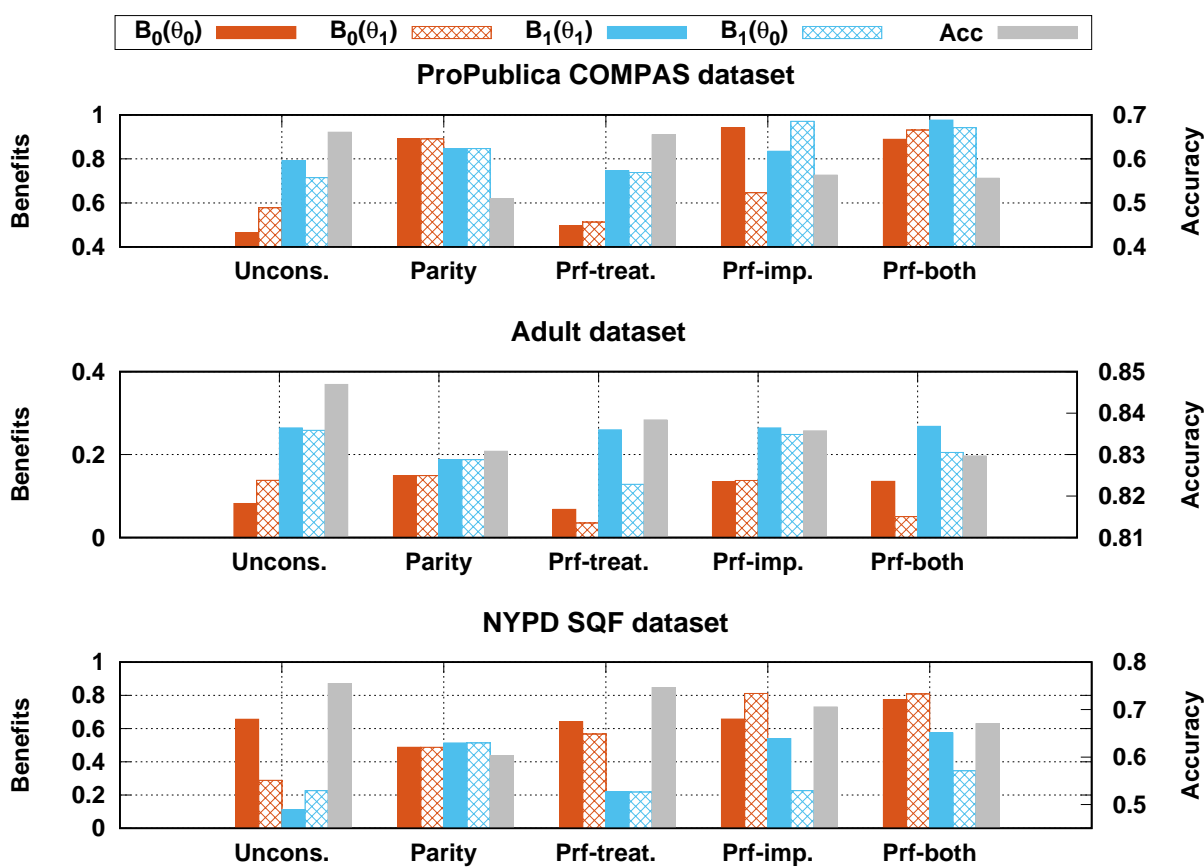 B₀(θ₀) B₀(θ₁) B₁(θ₁) B₁(θ₀) Acc
ProPublica COMPAS dataset
Benefits
1
0.8
0.6
0.4
Uncons. Parity Prf-treat. Prf-imp. Prf-both
0.7
0.6
0.5
0.4
Accuracy
Adult dataset
Benefits
0.4
0.2
0
Uncons. Parity Prf-treat. Prf-imp. Prf-both
0.85
0.84
0.83
0.82
0.81
Accuracy
NYPD SQF dataset
Benefits
1
0.8
0.6
0.4
0.2
0
Uncons. Parity Prf-treat. Prf-imp. Prf-both
0.8
0.7
0.6
0.5
Accuracy